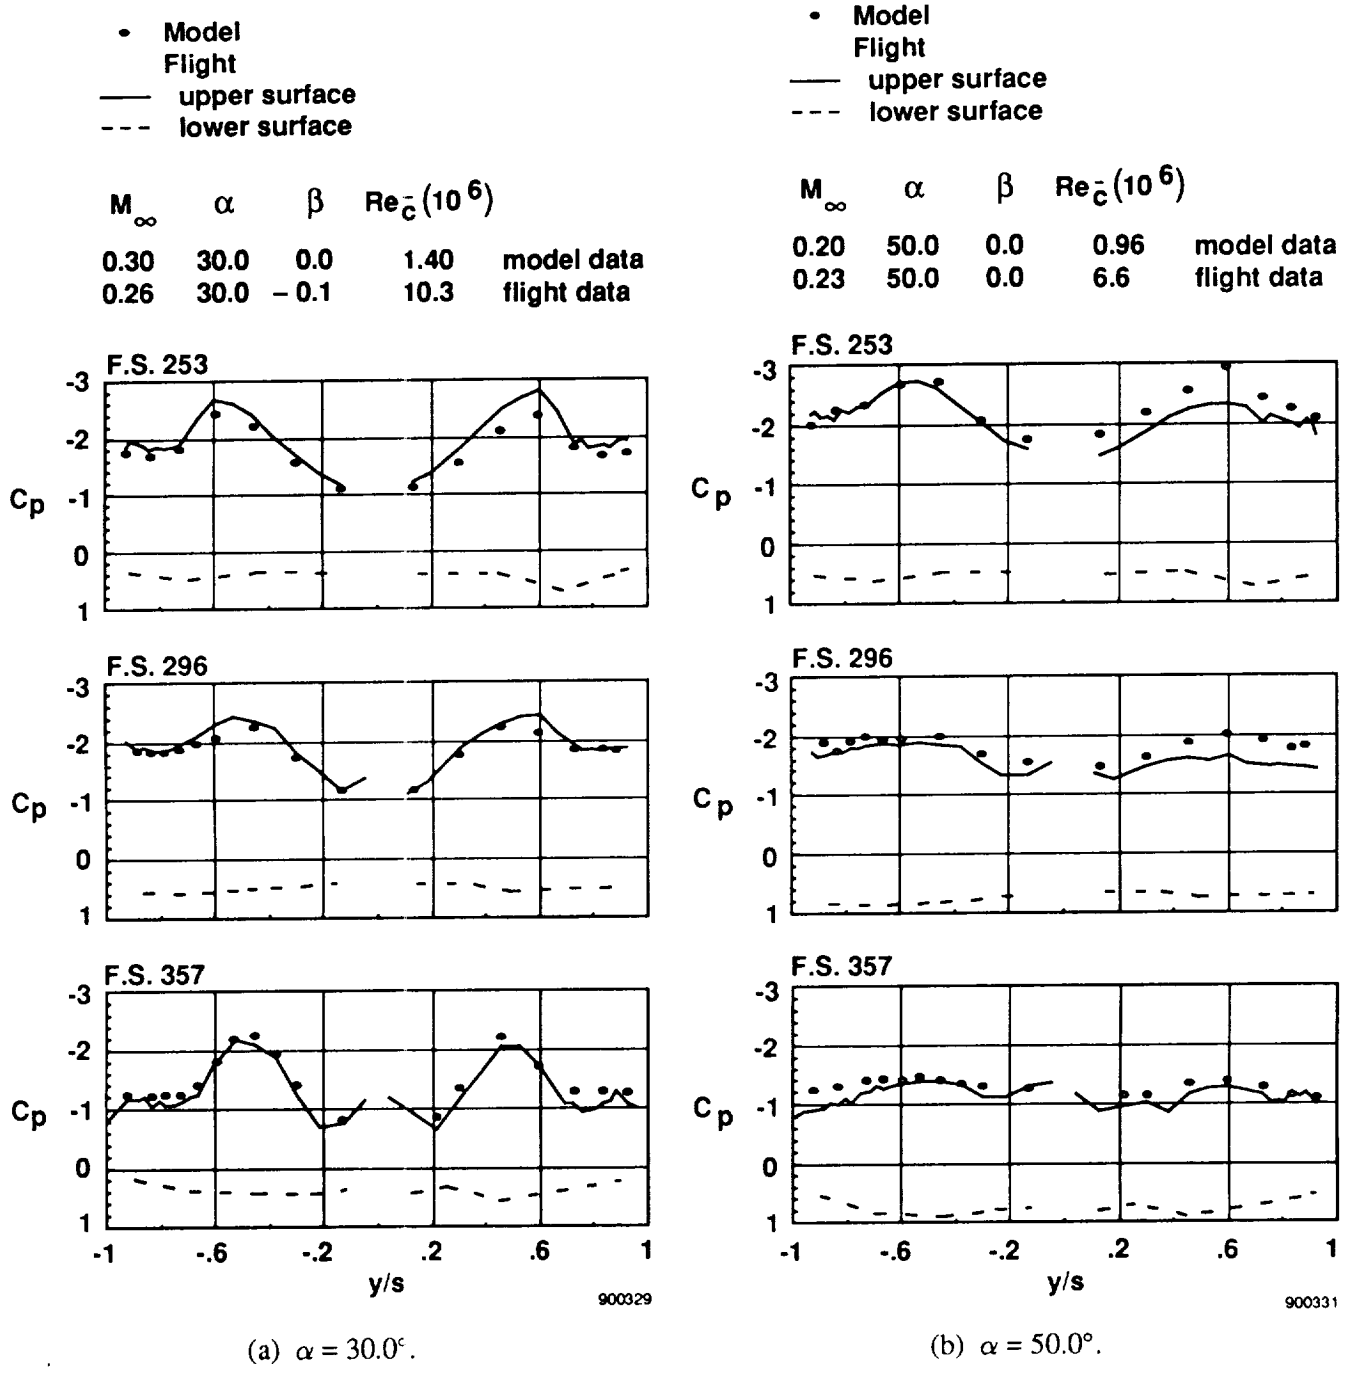 Model
Flight
upper surface
lower surface
M∞ α β Re c̄ (10 6)
0.30 30.0 0.0 1.40 model data
0.26 30.0 – 0.1 10.3 flight data
F.S. 253
-3
-2
Cp -1
0
1
F.S. 296
-3
-2
Cp -1
0
1
F.S. 357
-3
-2
Cp -1
0
1
-1 -.6 -.2 .2 .6 1
y/s
900329
(a) α = 30.0°.
Model
Flight
upper surface
lower surface
M∞ α β Re c̄ (10 6)
0.20 50.0 0.0 0.96 model data
0.23 50.0 0.0 6.6 flight data
F.S. 253
-3
-2
Cp -1
0
1
F.S. 296
-3
-2
Cp -1
0
1
F.S. 357
-3
-2
Cp -1
0
1
-1 -.6 -.2 .2 .6 1
y/s
900331
(b) α = 50.0°.